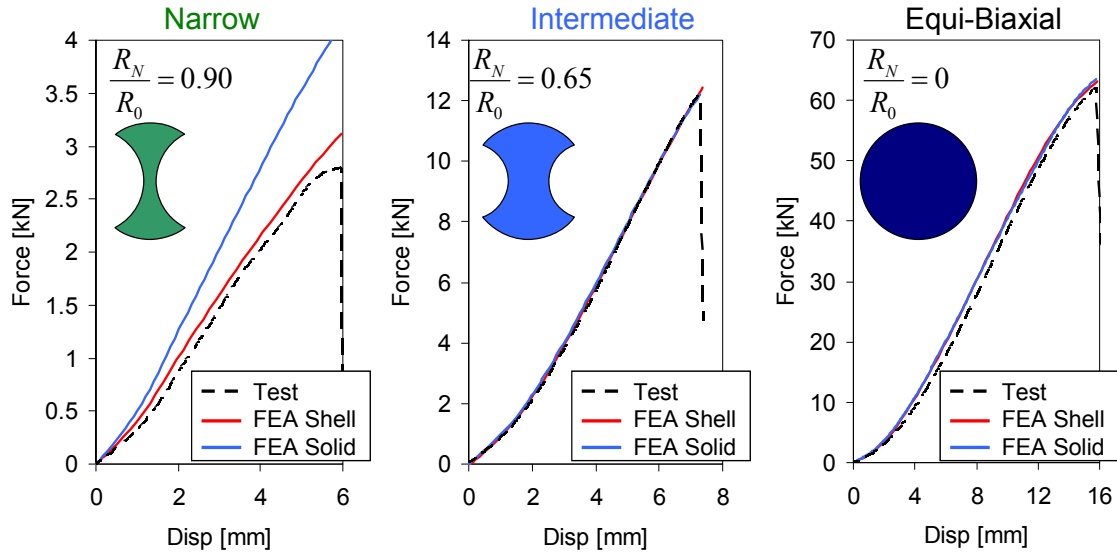 Narrow
R_N/R_0 = 0.90
Force [kN]
4
3.5
3
2.5
2
1.5
1
0.5
0
Test
FEA Shell
FEA Solid
0 2 4 6
Disp [mm]
Intermediate
R_N/R_0 = 0.65
Force [kN]
14
12
10
8
6
4
2
0
Test
FEA Shell
FEA Solid
0 2 4 6 8
Disp [mm]
Equi-Biaxial
R_N/R_0 = 0
Force [kN]
70
60
50
40
30
20
10
0
Test
FEA Shell
FEA Solid
0 4 8 12 16
Disp [mm]